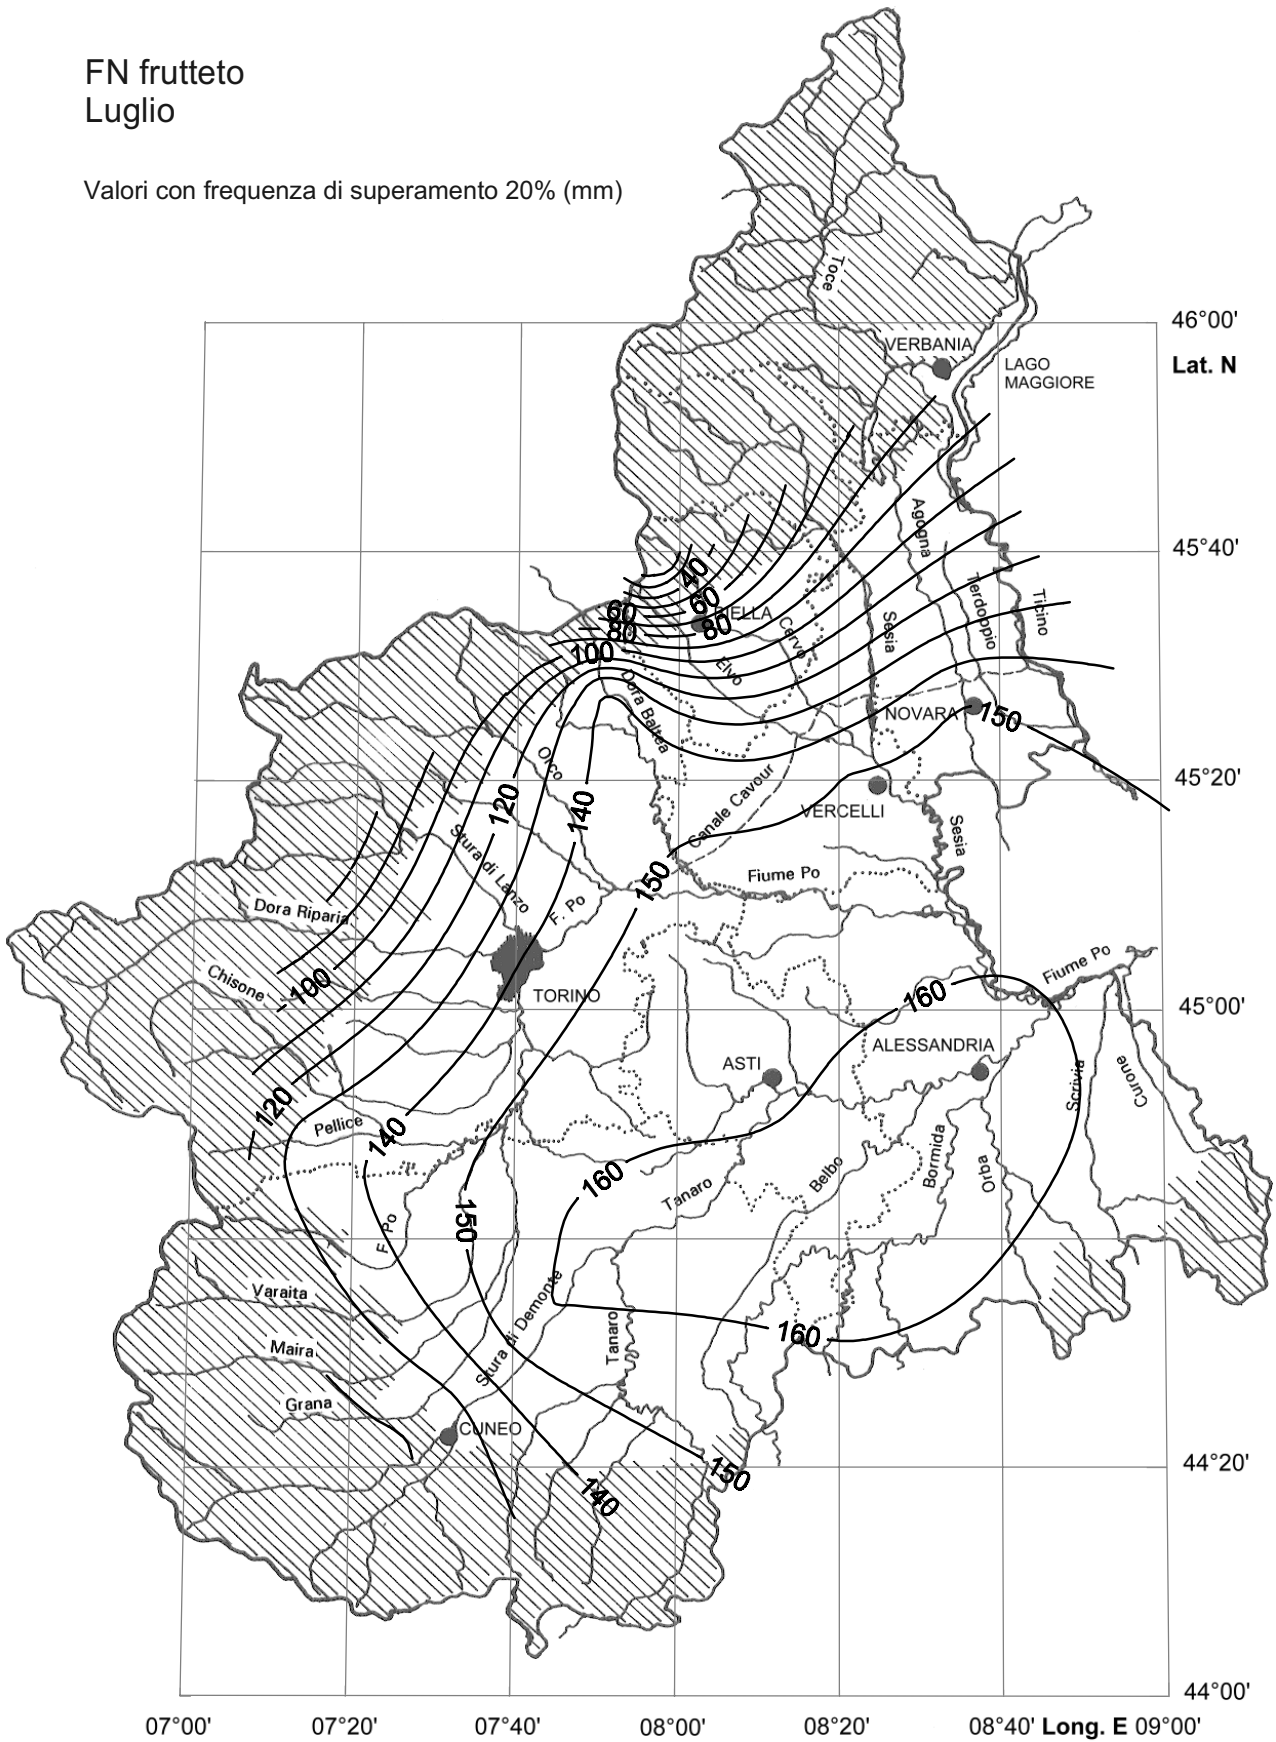 FN frutteto
Luglio
Valori con frequenza di superamento 20% (mm)
Toce
46°00'
VERBANIA
Lat. N
LAGO
MAGGIORE
Agogna
45°40'
40
60
60
BIELLA
80
80
Terdoppio
Ticino
Sesia
Cervo
100
Elvo
Dora Baltea
NOVARA
150
Orco
45°20'
120
140
Canale Cavour
VERCELLI
Stura di Lanzo
Sesia
150
Fiume Po
F. Po
Dora Riparia
Fiume Po
Chisone
100
160
TORINO
45°00'
ALESSANDRIA
ASTI
Scrivia
Curone
120
Pellice
140
160
Tanaro
Belbo
Bormida
Orba
150
F. Po
Varaita
Stura di Demonte
Tanaro
160
Maira
Grana
CUNEO
44°20'
150
140
44°00'
07°00' 07°20' 07°40' 08°00' 08°20' 08°40' Long. E 09°00'